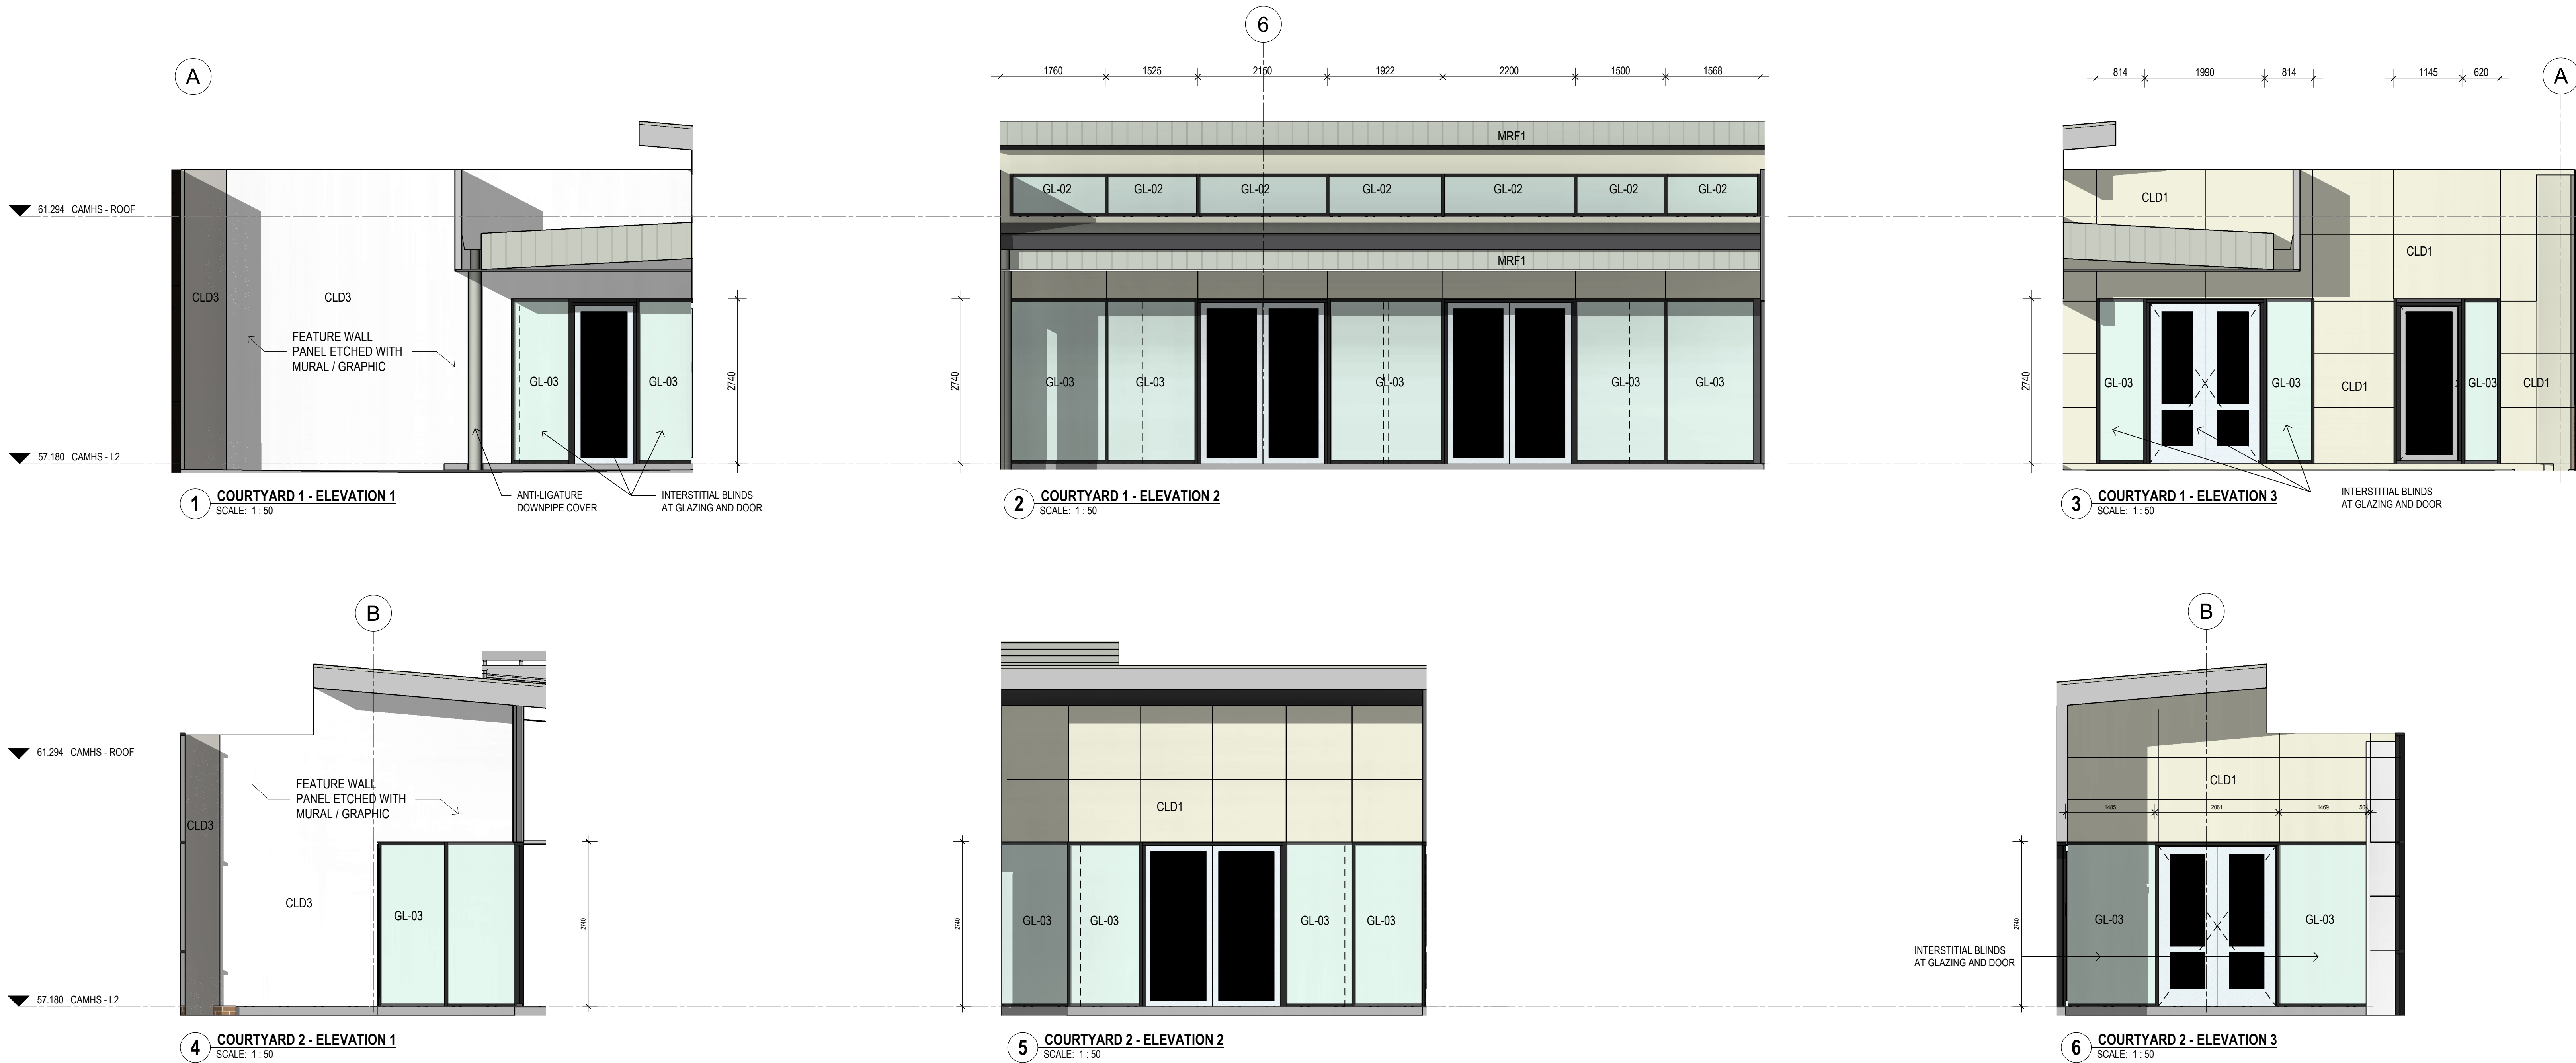 6
A
1760 1525 2150 1922 2200 1500 1568
814 1990 814 1145 620
A
MRF1
GL-02 GL-02 GL-02 GL-02 GL-02 GL-02 GL-02
MRF1
61.294 CAMHS - ROOF
CLD3
CLD3
FEATURE WALL
PANEL ETCHED WITH
MURAL / GRAPHIC
GL-03
GL-03
2740
57.180 CAMHS - L2
ANTI-LIGATURE
DOWNPIPE COVER
INTERSTITIAL BLINDS
AT GLAZING AND DOOR
1 COURTYARD 1 - ELEVATION 1
SCALE: 1 : 50
2740
GL-03 GL-03 GL-03 GL-03 GL-03
2 COURTYARD 1 - ELEVATION 2
SCALE: 1 : 50
CLD1
CLD1
2740
GL-03 GL-03 CLD1 GL-03 CLD1
INTERSTITIAL BLINDS
AT GLAZING AND DOOR
3 COURTYARD 1 - ELEVATION 3
SCALE: 1 : 50
B
61.294 CAMHS - ROOF
FEATURE WALL
PANEL ETCHED WITH
MURAL / GRAPHIC
CLD3
CLD3
GL-03
2740
57.180 CAMHS - L2
4 COURTYARD 2 - ELEVATION 1
SCALE: 1 : 50
CLD1
2740
GL-03 GL-03 GL-03 GL-03
5 COURTYARD 2 - ELEVATION 2
SCALE: 1 : 50
B
CLD1
1485 2061 1469 50
2740
GL-03 GL-03
INTERSTITIAL BLINDS
AT GLAZING AND DOOR
6 COURTYARD 2 - ELEVATION 3
SCALE: 1 : 50